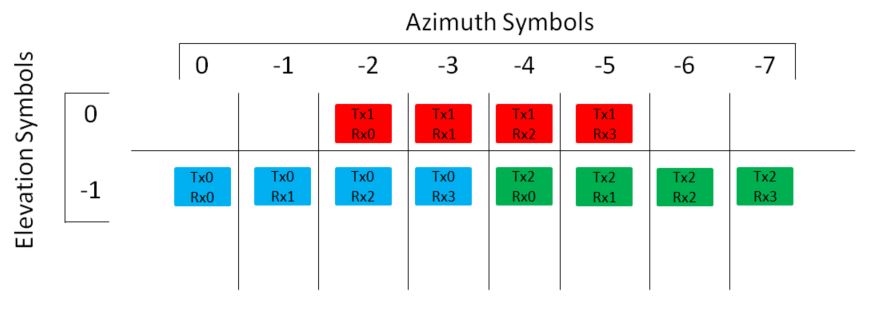 Azimuth Symbols
0 -1 -2 -3 -4 -5 -6 -7
Elevation Symbols
0
Tx1 Tx1 Tx1 Tx1
Rx0 Rx1 Rx2 Rx3
-1
Tx0 Tx0 Tx0 Tx0 Tx2 Tx2 Tx2 Tx2
Rx0 Rx1 Rx2 Rx3 Rx0 Rx1 Rx2 Rx3